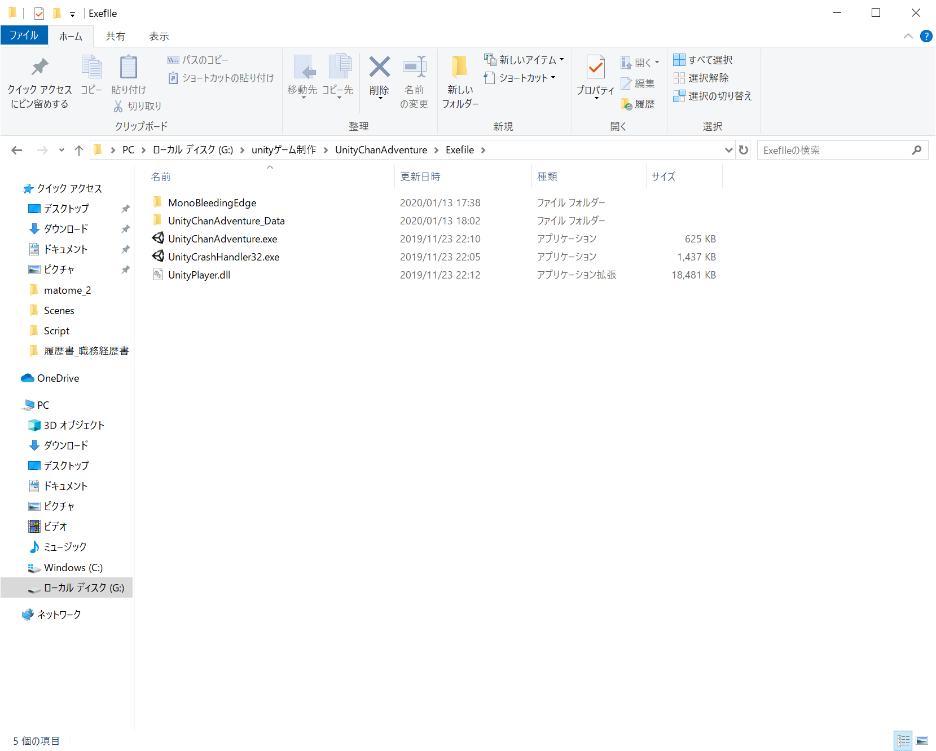 Exefile
ファイル ホーム 共有 表示
クイック アクセス
にピン留めする
コピー
貼り付け
パスのコピー
ショートカットの貼り付け
切り取り
クリップボード
移動先 コピー先
削除
名前
の変更
整理
新しい
フォルダー
新しいアイテム
ショートカット
新規
プロパティ
開く
編集
履歴
開く
すべて選択
選択解除
選択の切り替え
選択
PC > ローカル ディスク (G:) > unityゲーム制作 > UnityChanAdventure > Exefile >
Exefileの検索
クイック アクセス
デスクトップ
ダウンロード
ドキュメント
ピクチャ
matome_2
Scenes
Script
履歴書_職務経歴書
OneDrive
PC
3D オブジェクト
ダウンロード
デスクトップ
ドキュメント
ピクチャ
ビデオ
ミュージック
Windows (C:)
ローカル ディスク (G:)
ネットワーク
名前 更新日時 種類 サイズ
MonoBleedingEdge 2020/01/13 17:38 ファイル フォルダー
UnityChanAdventure_Data 2020/01/13 18:02 ファイル フォルダー
UnityChanAdventure.exe 2019/11/23 22:10 アプリケーション 625 KB
UnityCrashHandler32.exe 2019/11/23 22:05 アプリケーション 1,437 KB
UnityPlayer.dll 2019/11/23 22:12 アプリケーション拡張 18,481 KB
5 個の項目